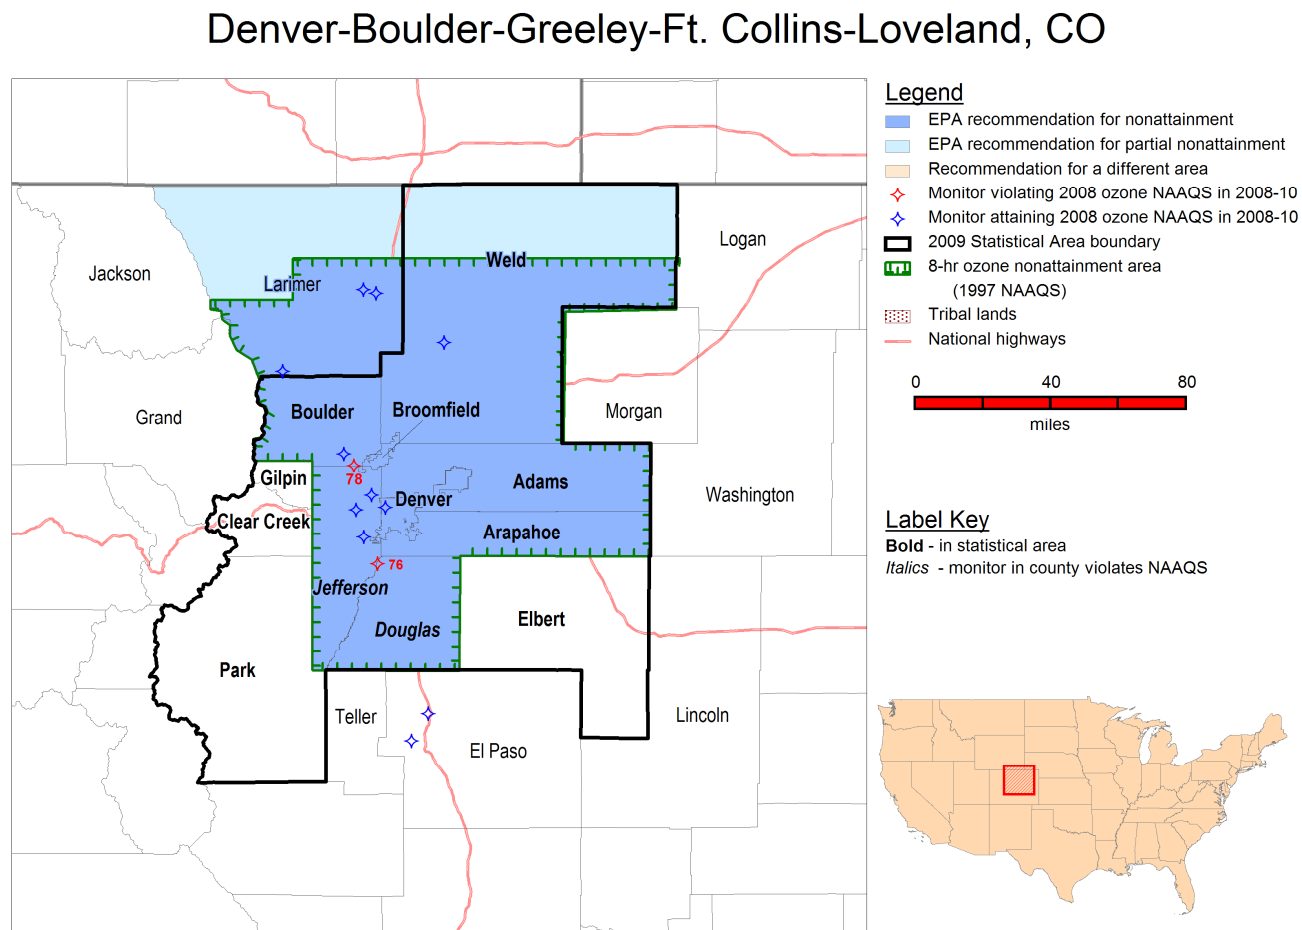 Denver-Boulder-Greeley-Ft. Collins-Loveland, CO
Legend
EPA recommendation for nonattainment
EPA recommendation for partial nonattainment
Recommendation for a different area
Monitor violating 2008 ozone NAAQS in 2008-10
Monitor attaining 2008 ozone NAAQS in 2008-10
2009 Statistical Area boundary
8-hr ozone nonattainment area
(1997 NAAQS)
Tribal lands
National highways
0 40 80
miles
Label Key
Bold - in statistical area
Italics - monitor in county violates NAAQS
Logan
Weld
Jackson
Larimer
Boulder
Broomfield
Morgan
Grand
Gilpin
78
Adams
Denver
Washington
Clear Creek
Arapahoe
76
Jefferson
Douglas
Elbert
Park
Teller
Lincoln
El Paso